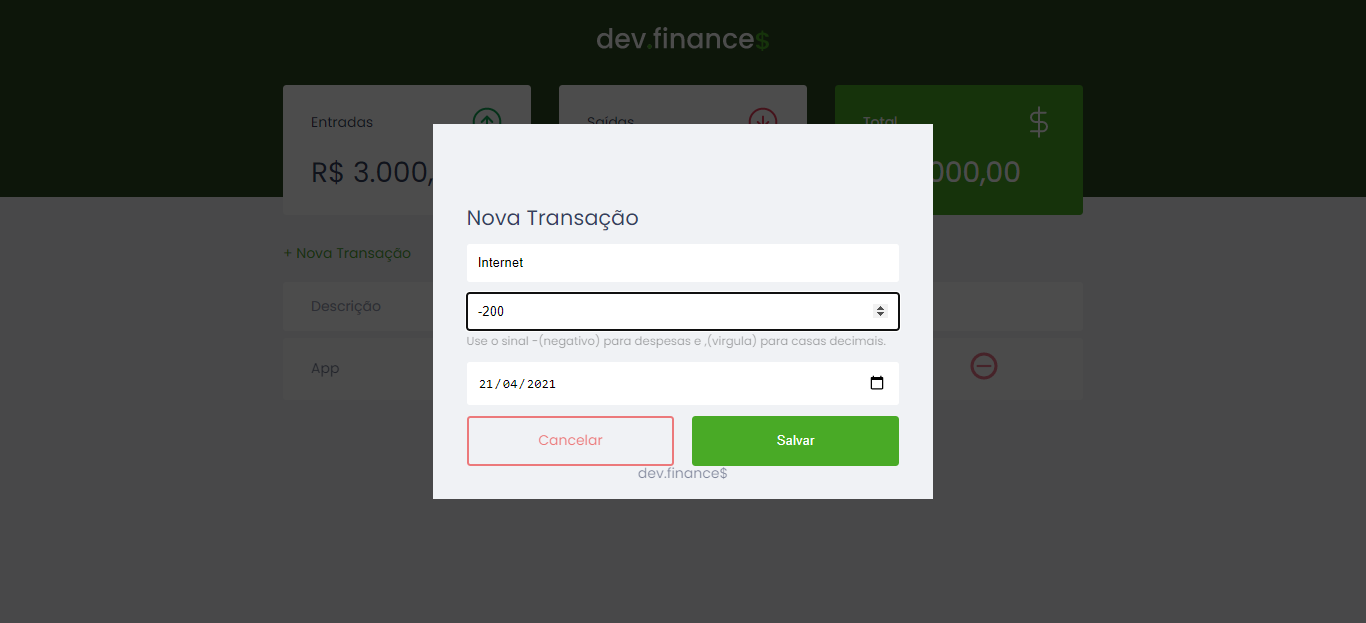 dev.finance$
Entradas
Saídas
Total
R$ 3.000,
000,00
+ Nova Transação
Descrição
App
Nova Transação
Internet
-200
Use o sinal -(negativo) para despesas e ,(virgula) para casas decimais.
21/04/2021
Cancelar
Salvar
dev.finance$